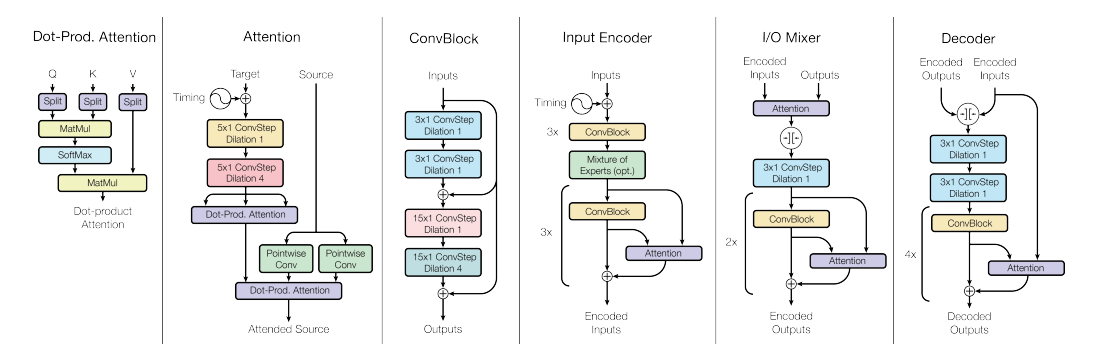 Dot-Prod. Attention
Q K V
Split Split Split
MatMul
SoftMax
MatMul
Dot-product
Attention
Attention
Target Source
Timing
5x1 ConvStep
Dilation 1
5x1 ConvStep
Dilation 4
Dot-Prod. Attention
Pointwise Pointwise
Conv Conv
Dot-Prod. Attention
Attended Source
ConvBlock
Inputs
3x1 ConvStep
Dilation 1
3x1 ConvStep
Dilation 1
15x1 ConvStep
Dilation 1
15x1 ConvStep
Dilation 4
Outputs
Input Encoder
Inputs
Timing
3x
ConvBlock
Mixture of
Experts (opt.)
ConvBlock
3x
Attention
Encoded
Inputs
I/O Mixer
Encoded
Inputs Outputs
Attention
3x1 ConvStep
Dilation 1
ConvBlock
2x
Attention
Encoded
Outputs
Decoder
Encoded Encoded
Outputs Inputs
3x1 ConvStep
Dilation 1
3x1 ConvStep
Dilation 1
ConvBlock
4x
Attention
Decoded
Outputs